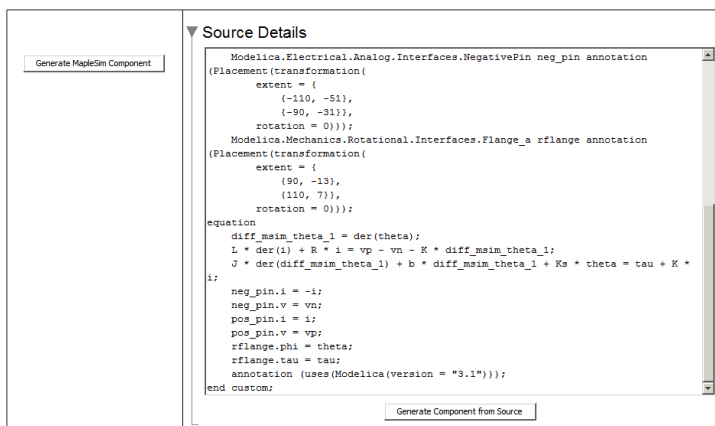 Source Details
Generate MapleSim Component
Modelica.Electrical.Analog.Interfaces.NegativePin neg_pin annotation
(Placement(transformation(
extent = {
{-110, -51},
{-90, -31}},
rotation = 0)));
Modelica.Mechanics.Rotational.Interfaces.Flange_a rflange annotation
(Placement(transformation(
extent = {
{90, -13},
{110, 7}},
rotation = 0)));
equation
diff_msim_theta_1 = der(theta);
L * der(i) + R * i = vp - vn - K * diff_msim_theta_1;
J * der(diff_msim_theta_1) + b * diff_msim_theta_1 + Ks * theta = tau + K *
i;
neg_pin.i = -i;
neg_pin.v = vn;
pos_pin.i = i;
pos_pin.v = vp;
rflange.phi = theta;
rflange.tau = tau;
annotation (uses(Modelica(version = "3.1")));
end custom;
Generate Component from Source